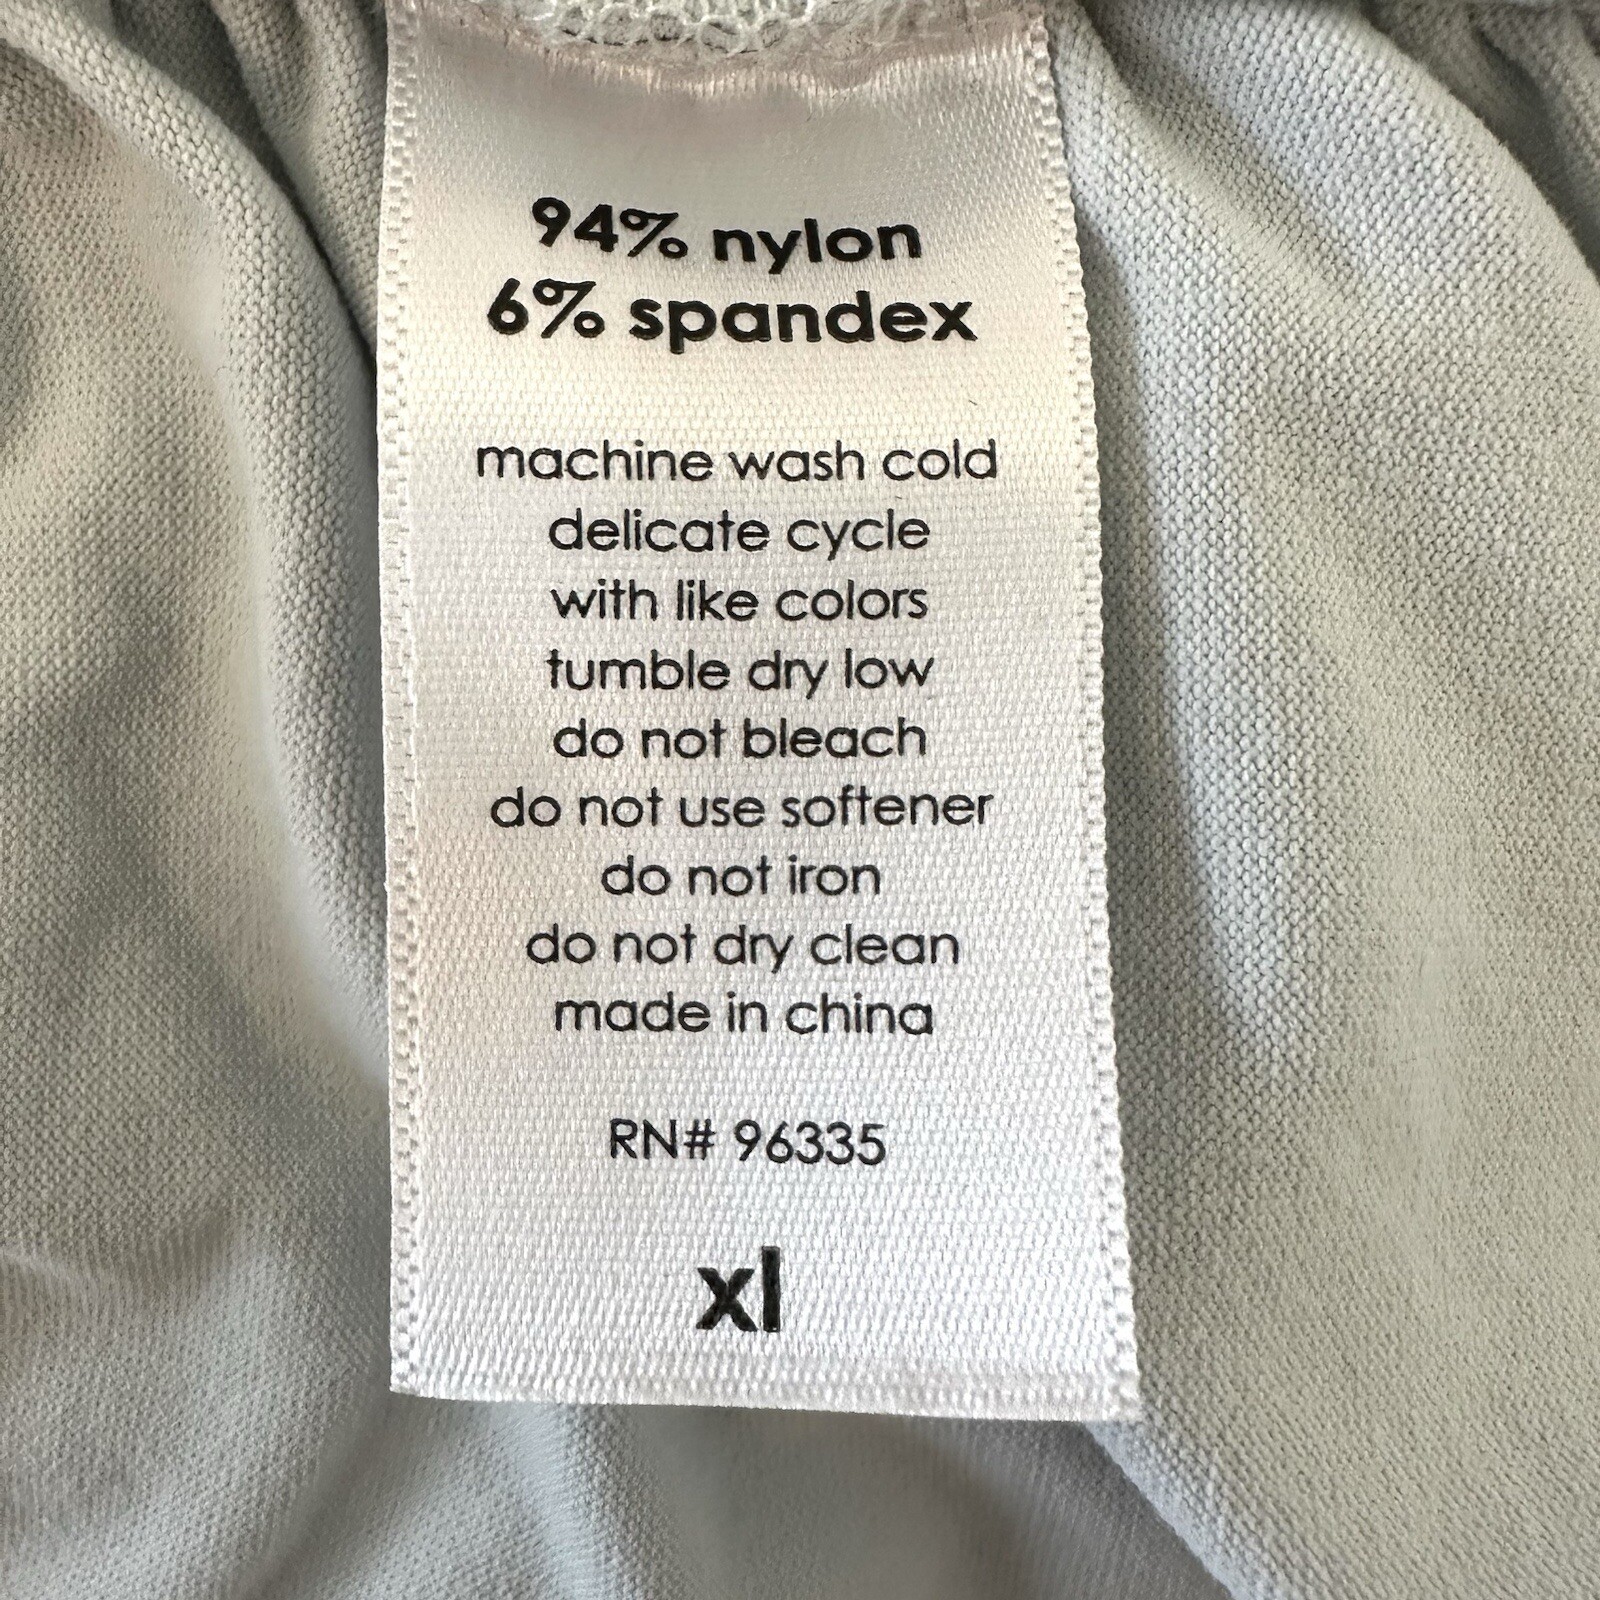 94% nylon
6% spandex
machine wash cold
delicate cycle
with like colors
tumble dry low
do not bleach
do not use softener
do not iron
do not dry clean
made in china
RN# 96335
xl